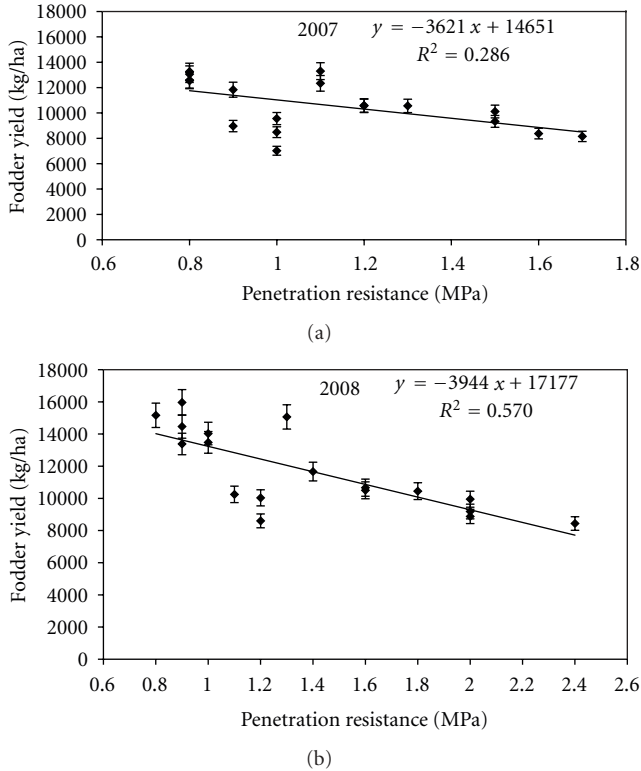 18000
16000
14000
12000
10000
8000
6000
4000
2000
0
Fodder yield (kg/ha)
2007 y = −3621 x + 14651
R² = 0.286
0.6 0.8 1 1.2 1.4 1.6 1.8
Penetration resistance (MPa)
(a)
18000
16000
14000
12000
10000
8000
6000
4000
2000
0
Fodder yield (kg/ha)
2008 y = −3944 x + 17177
R² = 0.570
0.6 0.8 1 1.2 1.4 1.6 1.8 2 2.2 2.4 2.6
Penetration resistance (MPa)
(b)